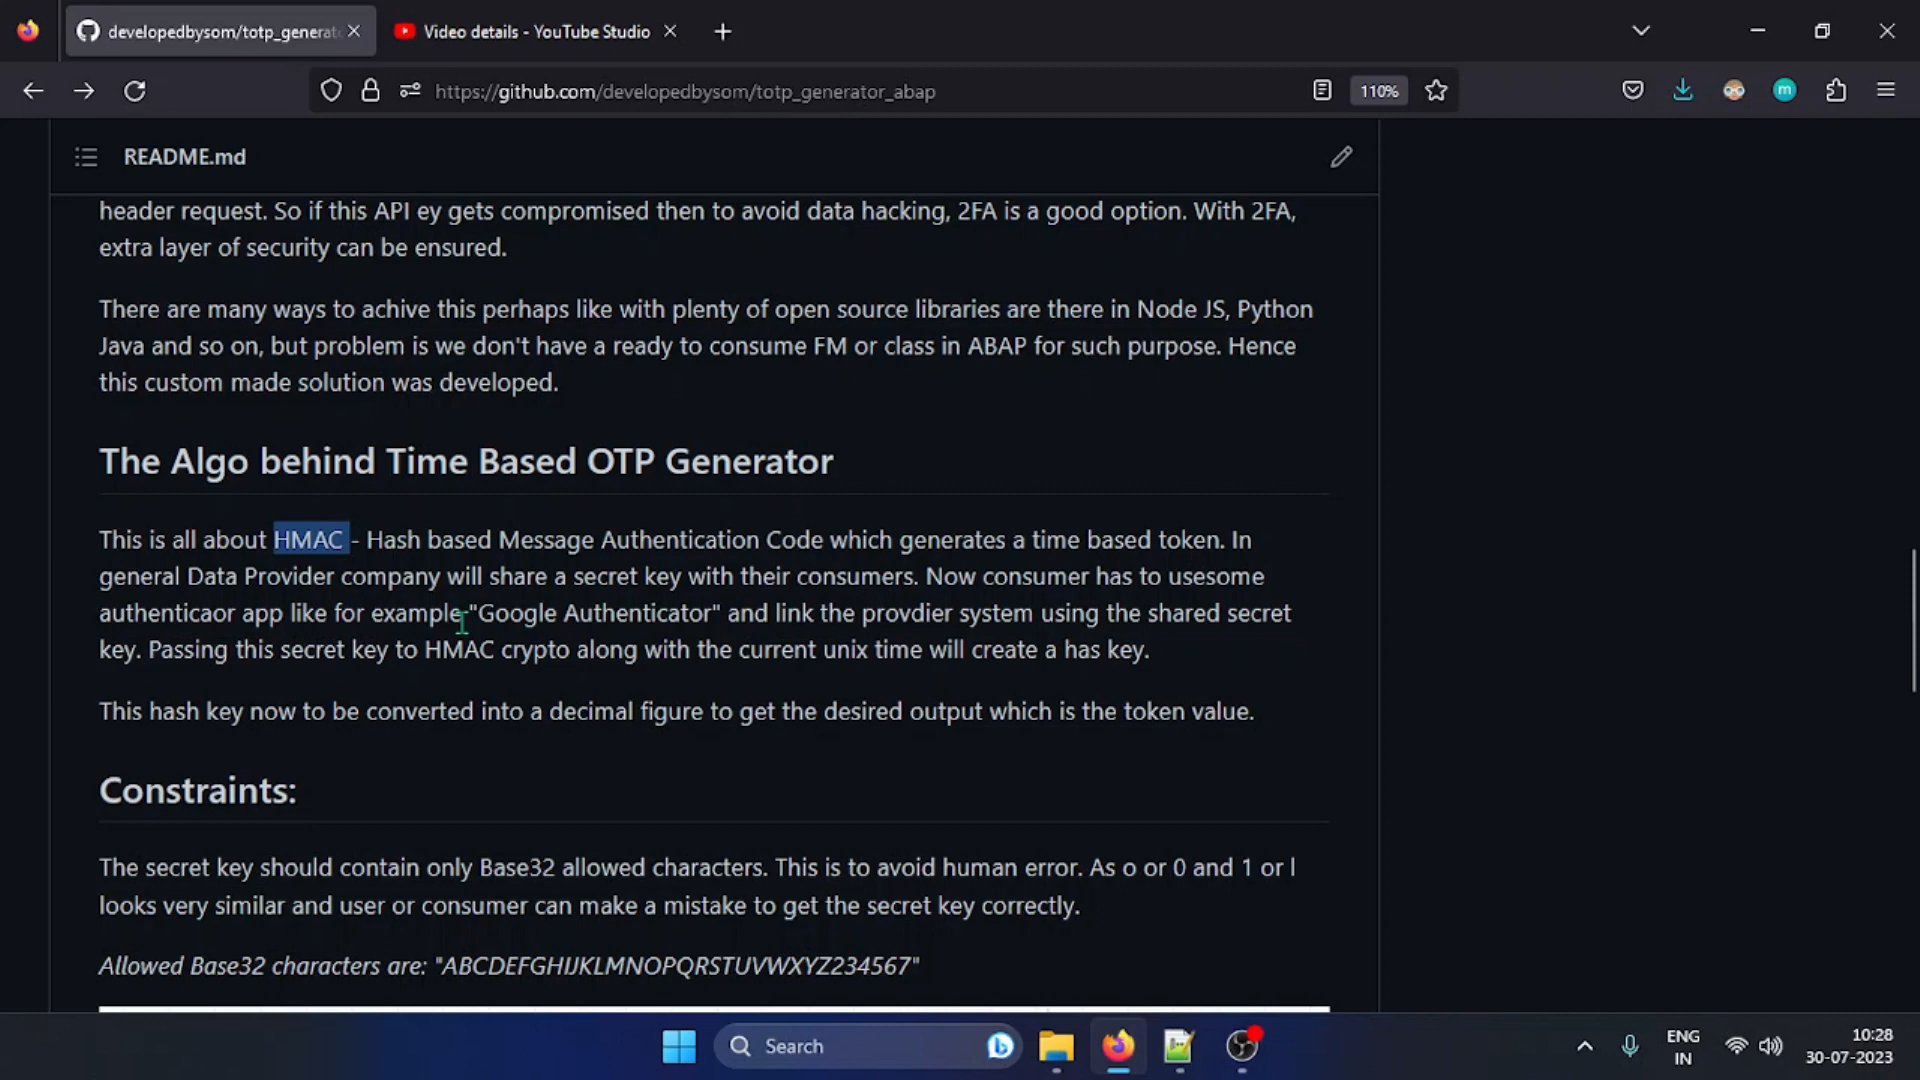 developedbysom/totp_generat
Video details - YouTube Studio
https://github.com/developedbysom/totp_generator_abap
110%
m
README.md
header request. So if this API ey gets compromised then to avoid data hacking, 2FA is a good option. With 2FA,
extra layer of security can be ensured.
There are many ways to achive this perhaps like with plenty of open source libraries are there in Node JS, Python
Java and so on, but problem is we don't have a ready to consume FM or class in ABAP for such purpose. Hence
this custom made solution was developed.
The Algo behind Time Based OTP Generator
This is all about HMAC - Hash based Message Authentication Code which generates a time based token. In
general Data Provider company will share a secret key with their consumers. Now consumer has to usesome
authenticaor app like for example "Google Authenticator" and link the provdier system using the shared secret
key. Passing this secret key to HMAC crypto along with the current unix time will create a has key.
This hash key now to be converted into a decimal figure to get the desired output which is the token value.
Constraints:
The secret key should contain only Base32 allowed characters. This is to avoid human error. As o or 0 and 1 or l
looks very similar and user or consumer can make a mistake to get the secret key correctly.
Allowed Base32 characters are: "ABCDEFGHIJKLMNOPQRSTUVWXYZ234567"
Search
ENG
IN
10:28
30-07-2023